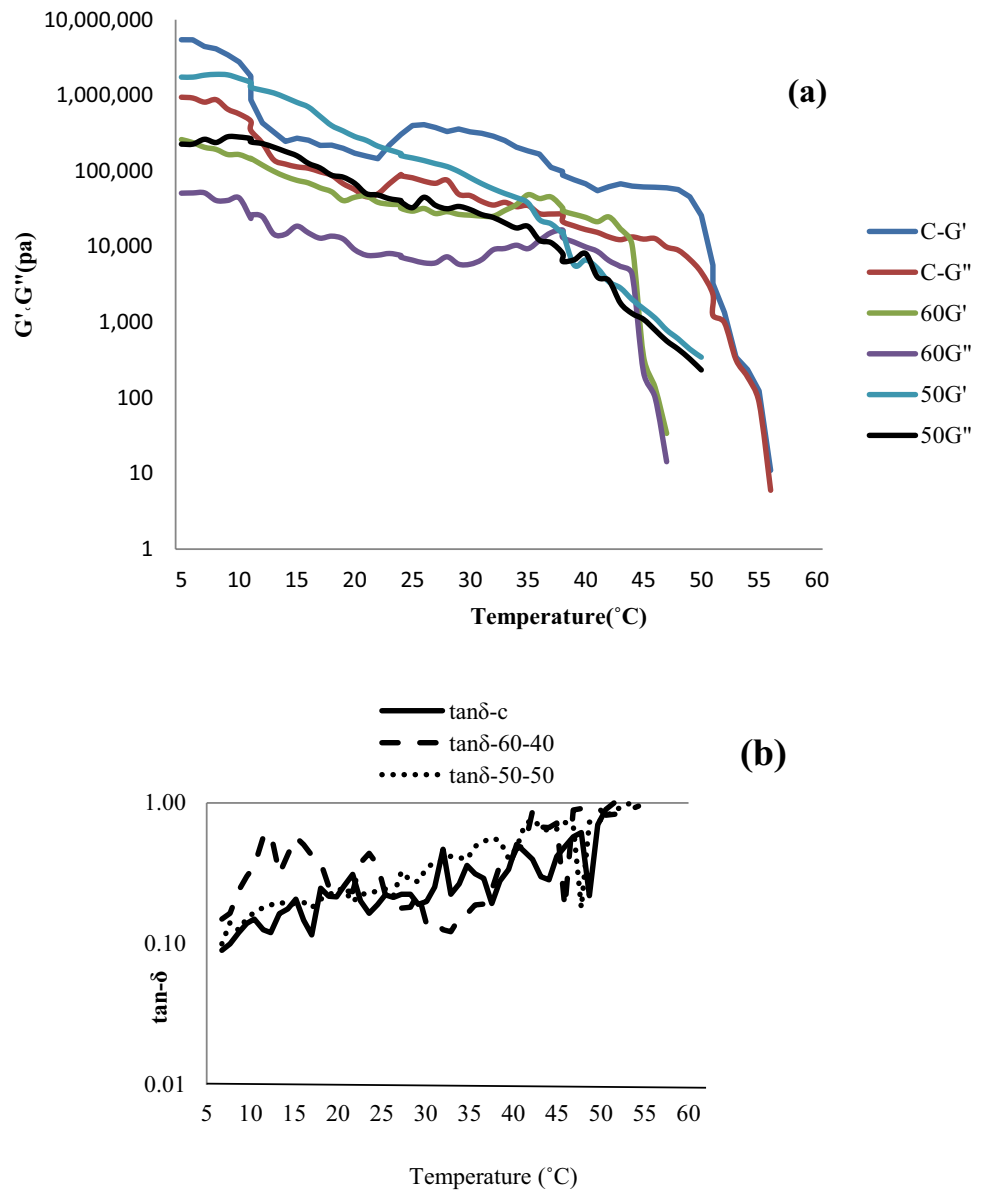 10,000,000
1,000,000
100,000
10,000
1,000
100
10
1
G'، G"(pa)
(a)
C-G'
C-G"
60G'
60G"
50G'
50G"
5 10 15 20 25 30 35 40 45 50 55 60
Temperature(˚C)
tanδ-c
tanδ-60-40
tanδ-50-50
(b)
1.00
0.10
0.01
tan-δ
5 10 15 20 25 30 35 40 45 50 55 60
Temperature (˚C)